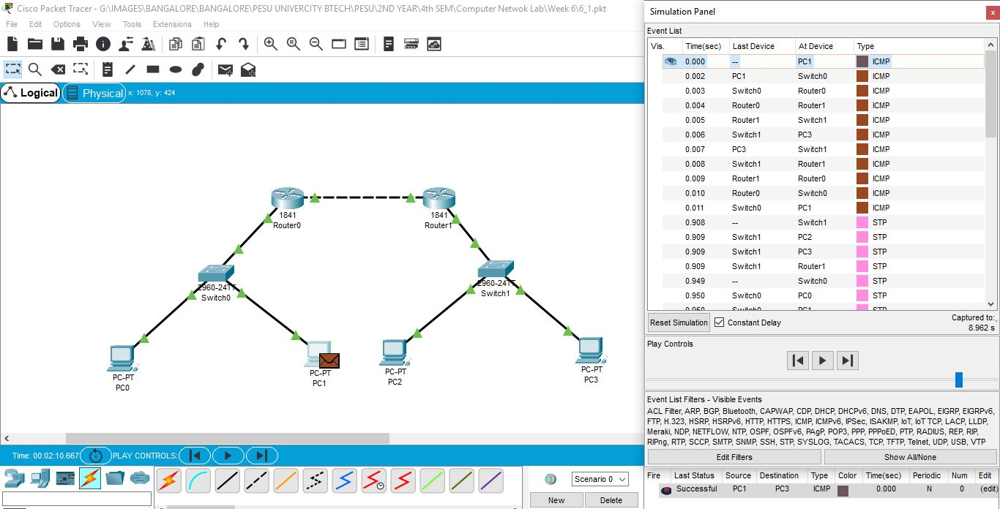 Cisco Packet Tracer - G:\IMAGES\BANGALORE\BANGALORE\PESU UNIVERCITY BTECH\PESU\2ND YEAR\4th SEM\Computer Netwok Lab\Week 6\6_1.pkt
File Edit Options View Tools Extensions Help
Logical Physical x: 1078, y: 424
1841
Router0
1841
Router1
2960-24TT
Switch0
2960-24TT
Switch1
PC-PT
PC0
PC-PT
PC1
PC-PT
PC2
PC-PT
PC3
Time: 00:02:10.667 PLAY CONTROLS:
Scenario 0
New Delete
Simulation Panel
Event List
Vis. Time(sec) Last Device At Device Type
0.000 -- PC1 ICMP
0.002 PC1 Switch0 ICMP
0.003 Switch0 Router0 ICMP
0.004 Router0 Router1 ICMP
0.005 Router1 Switch1 ICMP
0.006 Switch1 PC3 ICMP
0.007 PC3 Switch1 ICMP
0.008 Switch1 Router1 ICMP
0.009 Router1 Router0 ICMP
0.010 Router0 Switch0 ICMP
0.011 Switch0 PC1 ICMP
0.908 -- Switch1 STP
0.909 Switch1 PC2 STP
0.909 Switch1 PC3 STP
0.909 Switch1 Router1 STP
0.949 -- Switch0 STP
0.950 Switch0 PC0 STP
0.950 Switch0 PC1 STP
Reset Simulation Constant Delay Captured to:
8.962 s
Play Controls
Event List Filters - Visible Events
ACL Filter, ARP, BGP, Bluetooth, CAPWAP, CDP, DHCP, DHCPv6, DNS, DTP, EAPOL, EIGRP, EIGRPv6,
FTP, H.323, HSRP, HSRPv6, HTTP, HTTPS, ICMP, ICMPv6, IPSec, ISAKMP, IoT, IoT TCP, LACP, LLDP,
Meraki, NDP, NETFLOW, NTP, OSPF, OSPFv6, PAgP, POP3, PPP, PPPoED, PTP, RADIUS, REP, RIP,
RIPng, RTP, SCCP, SMTP, SNMP, SSH, STP, SYSLOG, TACACS, TCP, TFTP, Telnet, UDP, USB, VTP
Edit Filters Show All/None
Fire Last Status Source Destination Type Color Time(sec) Periodic Num Edit
Successful PC1 PC3 ICMP 0.000 N 0 (edit)